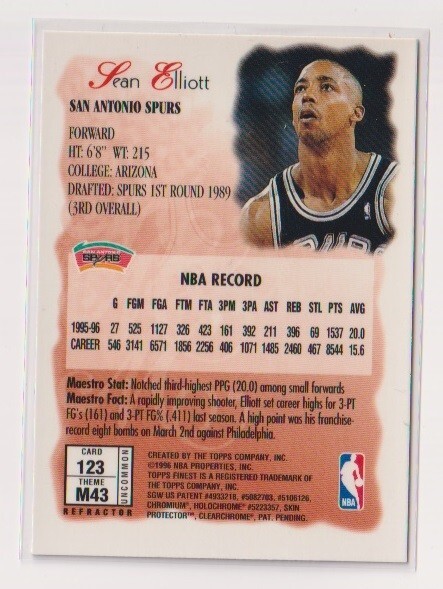 Sean Elliott
SAN ANTONIO SPURS
FORWARD
HT: 6'8" WT: 215
COLLEGE: ARIZONA
DRAFTED: SPURS 1ST ROUND 1989
(3RD OVERALL)
SAN ANTONIO
SPURS
NBA RECORD
G FGM FGA FTM FTA 3PM 3PA AST REB STL PTS AVG
1995-96 27 525 1127 326 423 161 392 211 396 69 1537 20.0
CAREER 546 3141 6571 1856 2256 406 1071 1485 2460 467 8544 15.6
Maestro Stat: Notched third-highest PPG (20.0) among small forwards
Maestro Fact: A rapidly improving shooter, Elliott set career highs for 3-PT
FG's (161) and 3-PT FG% (.411) last season. A high point was his franchise-
record eight bombs on March 2nd against Philadelphia.
CARD
123
THEME
M43
UNCOMMON
REFRACTOR
CREATED BY THE TOPPS COMPANY, INC.
©1996 NBA PROPERTIES, INC.
TOPPS FINEST IS A REGISTERED TRADEMARK OF
THE TOPPS COMPANY, INC.
SGW US PATENT #4933218, #5082703, #5106126,
CHROMIUM®, HOLOCHROME® #5223357, SKIN
PROTECTOR™, CLEARCHROME®, PAT. PENDING.
NBA